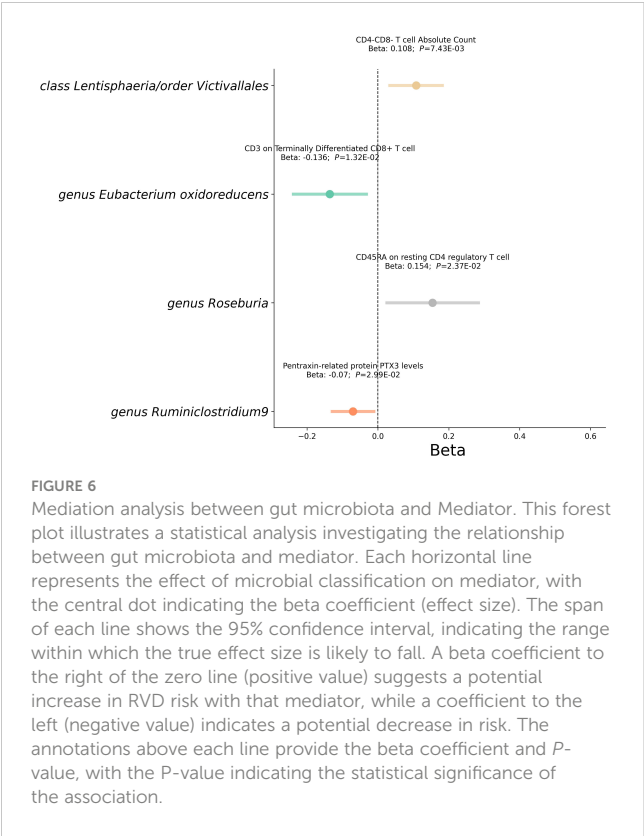 CD4-CD8- T cell Absolute Count
Beta: 0.108; P=7.43E-03
class Lentisphaeria/order Victivallales
CD3 on Terminally Differentiated CD8+ T cell
Beta: -0.136; P=1.32E-02
genus Eubacterium oxidoreducens
CD45RA on resting CD4 regulatory T cell
Beta: 0.154; P=2.37E-02
genus Roseburia
Pentraxin-related protein PTX3 levels
Beta: -0.07; P=2.99E-02
genus Ruminiclostridium9
−0.2 0.0 0.2 0.4 0.6
Beta
FIGURE 6
Mediation analysis between gut microbiota and Mediator. This forest
plot illustrates a statistical analysis investigating the relationship
between gut microbiota and mediator. Each horizontal line
represents the effect of microbial classification on mediator, with
the central dot indicating the beta coefficient (effect size). The span
of each line shows the 95% confidence interval, indicating the range
within which the true effect size is likely to fall. A beta coefficient to
the right of the zero line (positive value) suggests a potential
increase in RVD risk with that mediator, while a coefficient to the
left (negative value) indicates a potential decrease in risk. The
annotations above each line provide the beta coefficient and P-
value, with the P-value indicating the statistical significance of
the association.